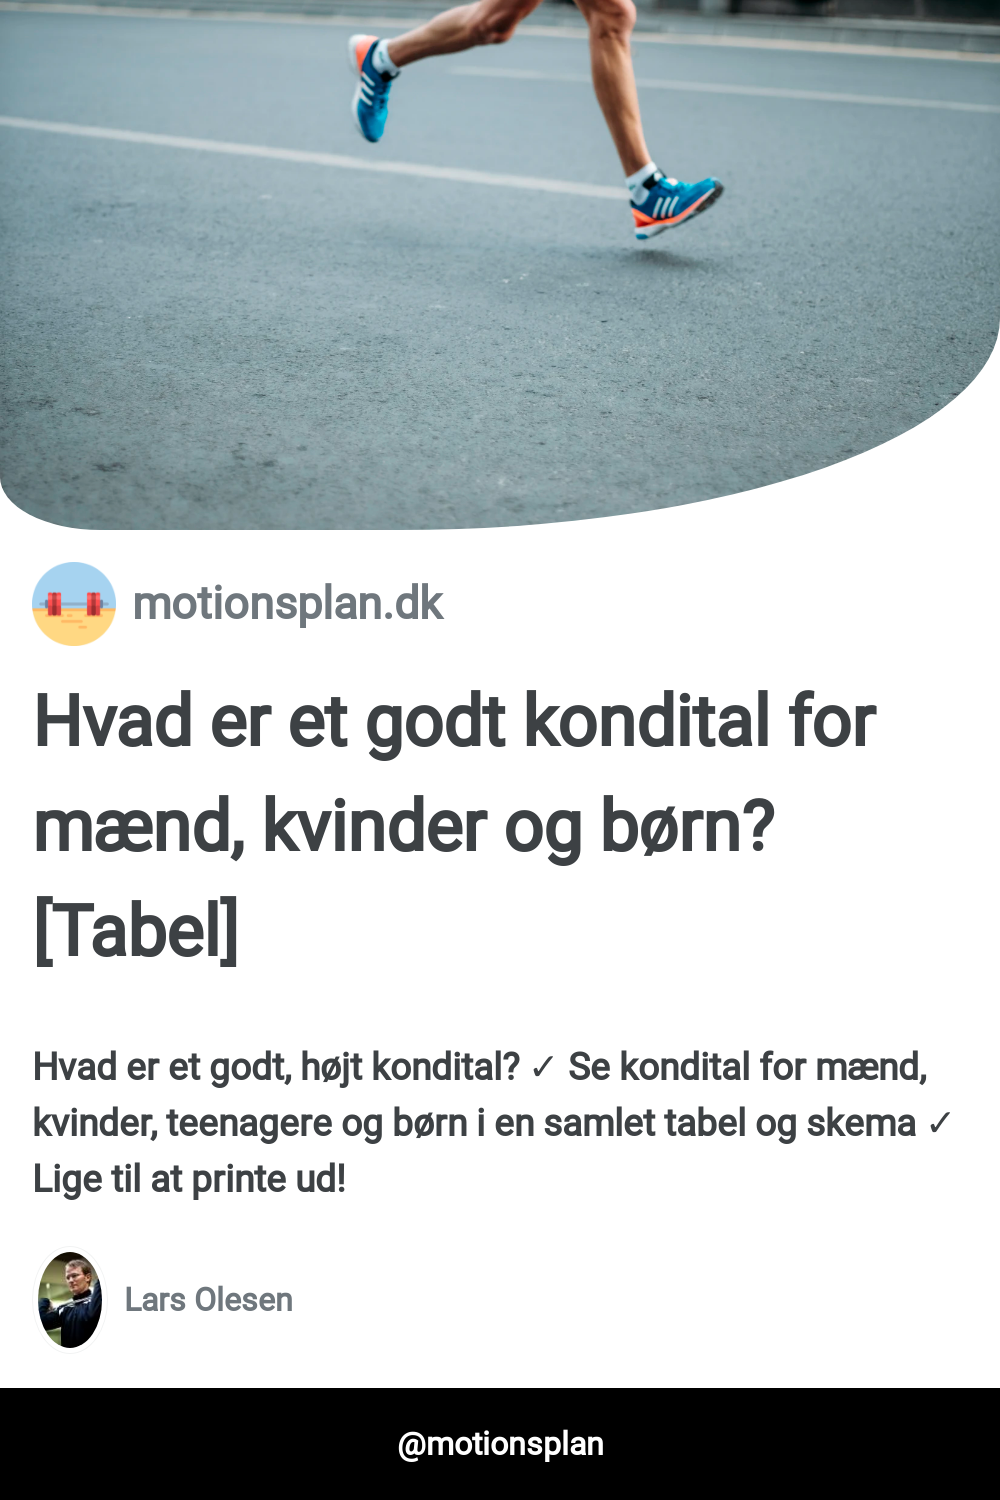 motionsplan.dk
Hvad er et godt kondital for
mænd, kvinder og børn?
[Tabel]
Hvad er et godt, højt kondital? ✓ Se kondital for mænd,
kvinder, teenagere og børn i en samlet tabel og skema ✓
Lige til at printe ud!
Lars Olesen
@motionsplan